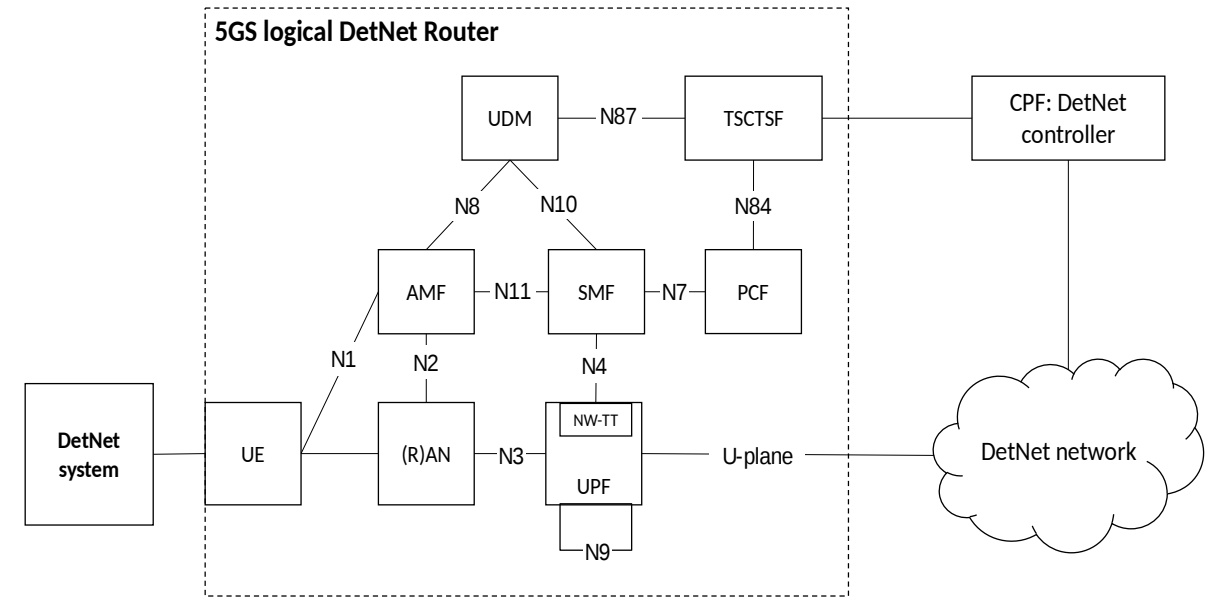 5GS logical DetNet Router
UDM
N87
TSCTSF
CPF: DetNet
controller
N8
N10
N84
AMF
N11
SMF
N7
PCF
N1
N2
N4
DetNet
system
UE
(R)AN
N3
NW-TT
UPF
U-plane
DetNet network
N9